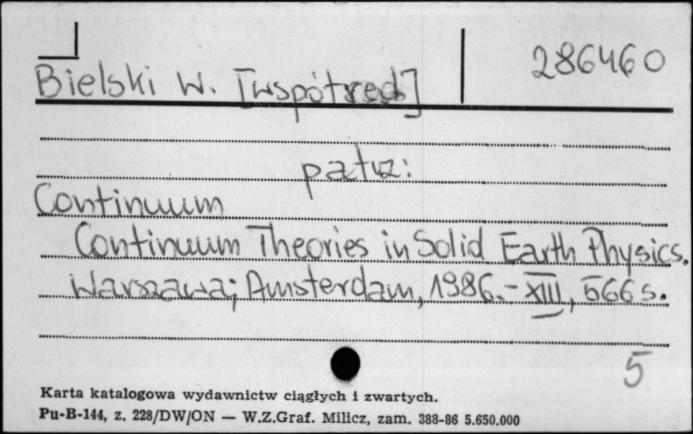 286460
Bielski W. [współred]
patrz:
Continuum
Continuum Theories in Solid Earth Physics.
Warszawa; Amsterdam, 1986. - XIII, 566 s.
5
Karta katalogowa wydawnictw ciągłych i zwartych.
Pu-B-144, z. 228/DW/ON — W.Z.Graf. Milicz, zam. 388-86 5.650.000